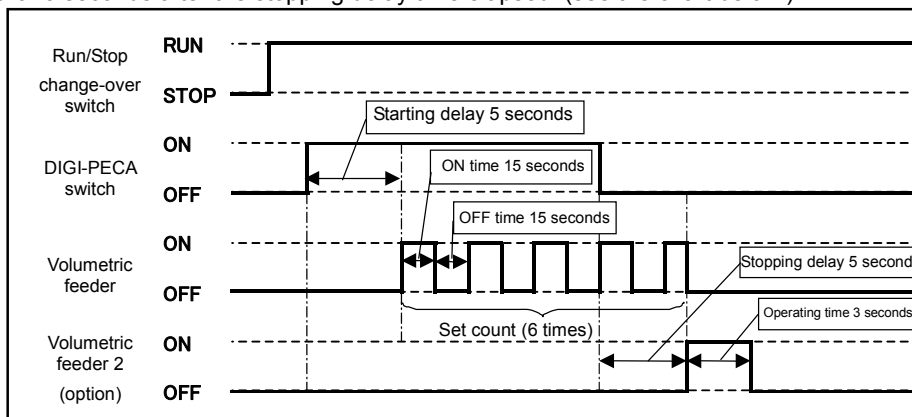 Run/Stop
change-over
switch
RUN
STOP
Starting delay 5 seconds
DIGI-PECA
switch
ON
OFF
ON time 15 seconds
OFF time 15 seconds
Volumetric
feeder
ON
OFF
Stopping delay 5 second
Set count (6 times)
Operating time 3 seconds
Volumetric
feeder 2
(option)
ON
OFF